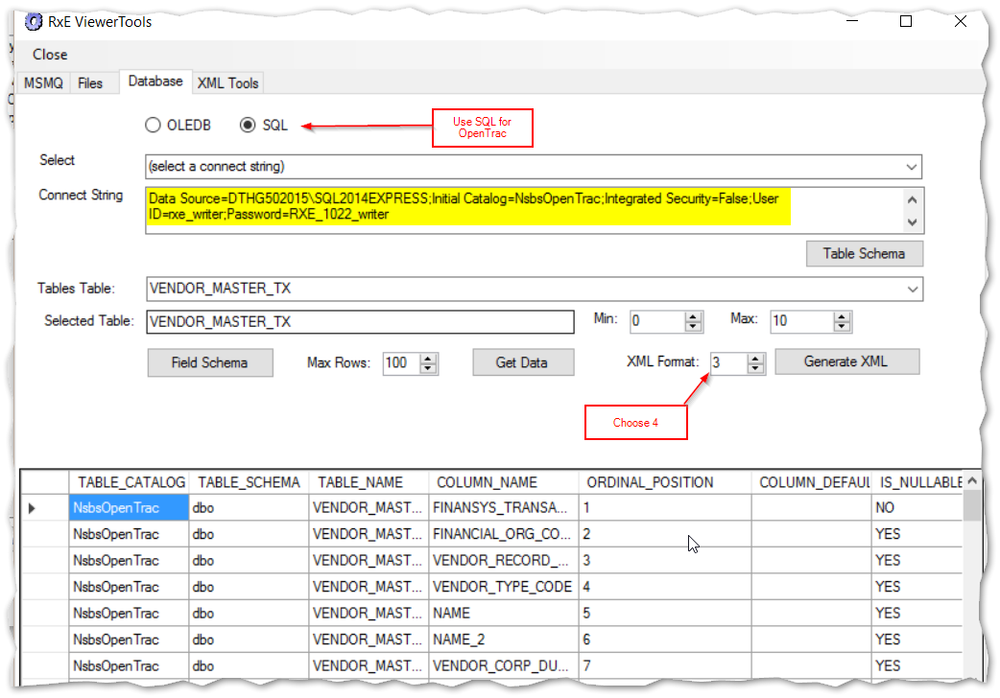 RxE ViewerTools
Close
MSMQ Files Database XML Tools
OLEDB SQL
Use SQL for
OpenTrac
Select (select a connect string)
Connect String Data Source=DTHG502015\SQL2014EXPRESS;Initial Catalog=NsbsOpenTrac;Integrated Security=False;User
ID=rxe_writer;Password=RXE_1022_writer
Table Schema
Tables Table: VENDOR_MASTER_TX
Selected Table: VENDOR_MASTER_TX Min: 0 Max: 10
Field Schema Max Rows: 100 Get Data XML Format: 3 Generate XML
Choose 4
TABLE_CATALOG TABLE_SCHEMA TABLE_NAME COLUMN_NAME ORDINAL_POSITION COLUMN_DEFAUL IS_NULLABLE
NsbsOpenTrac dbo VENDOR_MAST... FINANSYS_TRANSA... 1 NO
NsbsOpenTrac dbo VENDOR_MAST... FINANCIAL_ORG_CO... 2 YES
NsbsOpenTrac dbo VENDOR_MAST... VENDOR_RECORD_... 3 YES
NsbsOpenTrac dbo VENDOR_MAST... VENDOR_TYPE_CODE 4 YES
NsbsOpenTrac dbo VENDOR_MAST... NAME 5 YES
NsbsOpenTrac dbo VENDOR_MAST... NAME_2 6 YES
NsbsOpenTrac dbo VENDOR_MAST... VENDOR_CORP_DU... 7 YES